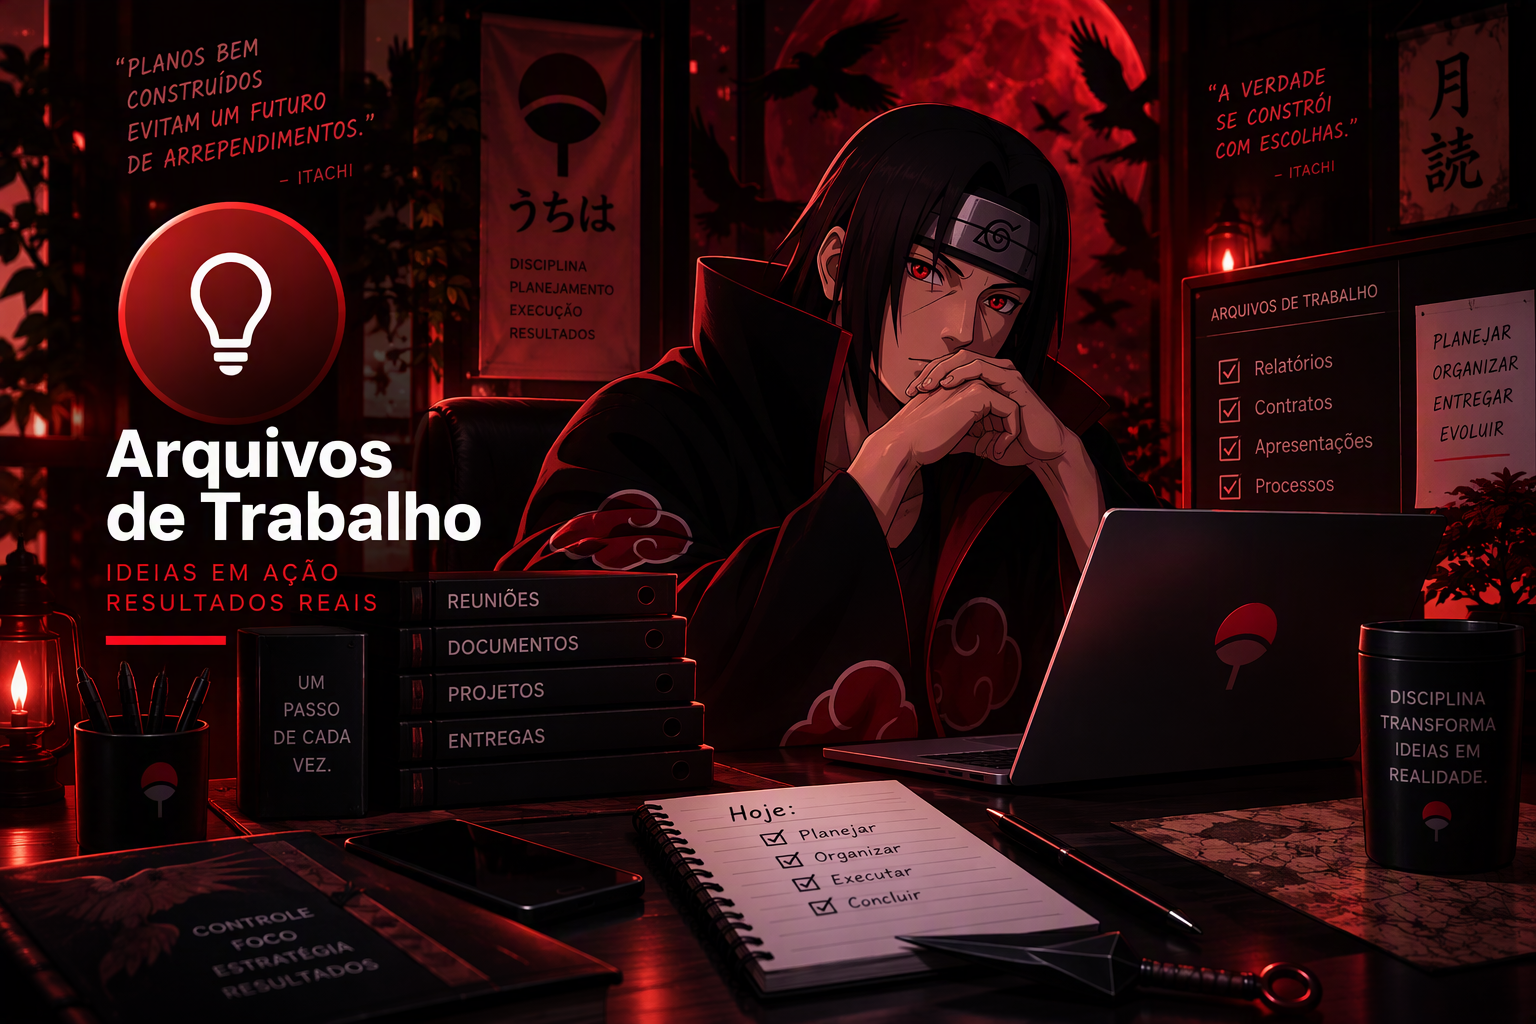 “PLANOS BEM
CONSTRUÍDOS
EVITAM UM FUTURO
DE ARREPENDIMENTOS.”
– ITACHI
Arquivos
de Trabalho
IDEIAS EM AÇÃO
RESULTADOS REAIS
うちは
DISCIPLINA
PLANEJAMENTO
EXECUÇÃO
RESULTADOS
“A VERDADE
SE CONSTRÓI
COM ESCOLHAS.”
– ITACHI
月
読
ARQUIVOS DE TRABALHO
Relatórios
Contratos
Apresentações
Processos
PLANEJAR
ORGANIZAR
ENTREGAR
EVOLUIR
UM
PASSO
DE CADA
VEZ.
REUNIÕES
DOCUMENTOS
PROJETOS
ENTREGAS
CONTROLE
FOCO
ESTRATÉGIA
RESULTADOS
Hoje:
Planejar
Organizar
Executar
Concluir
DISCIPLINA
TRANSFORMA
IDEIAS EM
REALIDADE.